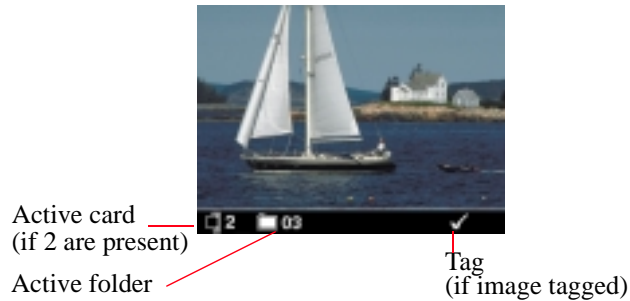 2 03
Active card
(if 2 are present)
Active folder
Tag
(if image tagged)